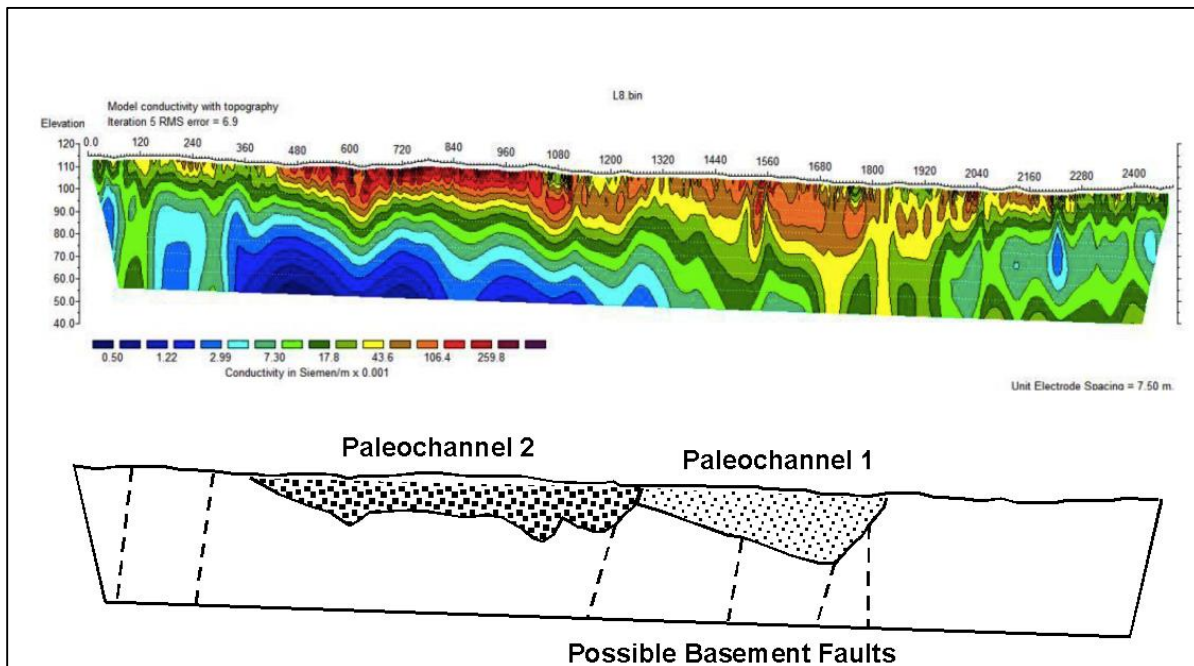 L8.bin
Model conductivity with topography
Iteration 5 RMS error = 6.9
Elevation
0.0 120 240 360 480 600 720 840 960 1080 1200 1320 1440 1560 1680 1800 1920 2040 2160 2280 2400
120
110
100
90.0
80.0
70.0
60.0
50.0
40.0
0.50 1.22 2.99 7.30 17.8 43.6 106.4 259.8
Conductivity in Siemen/m x 0.001
Unit Electrode Spacing = 7.50 m.
Paleochannel 2 Paleochannel 1
Possible Basement Faults